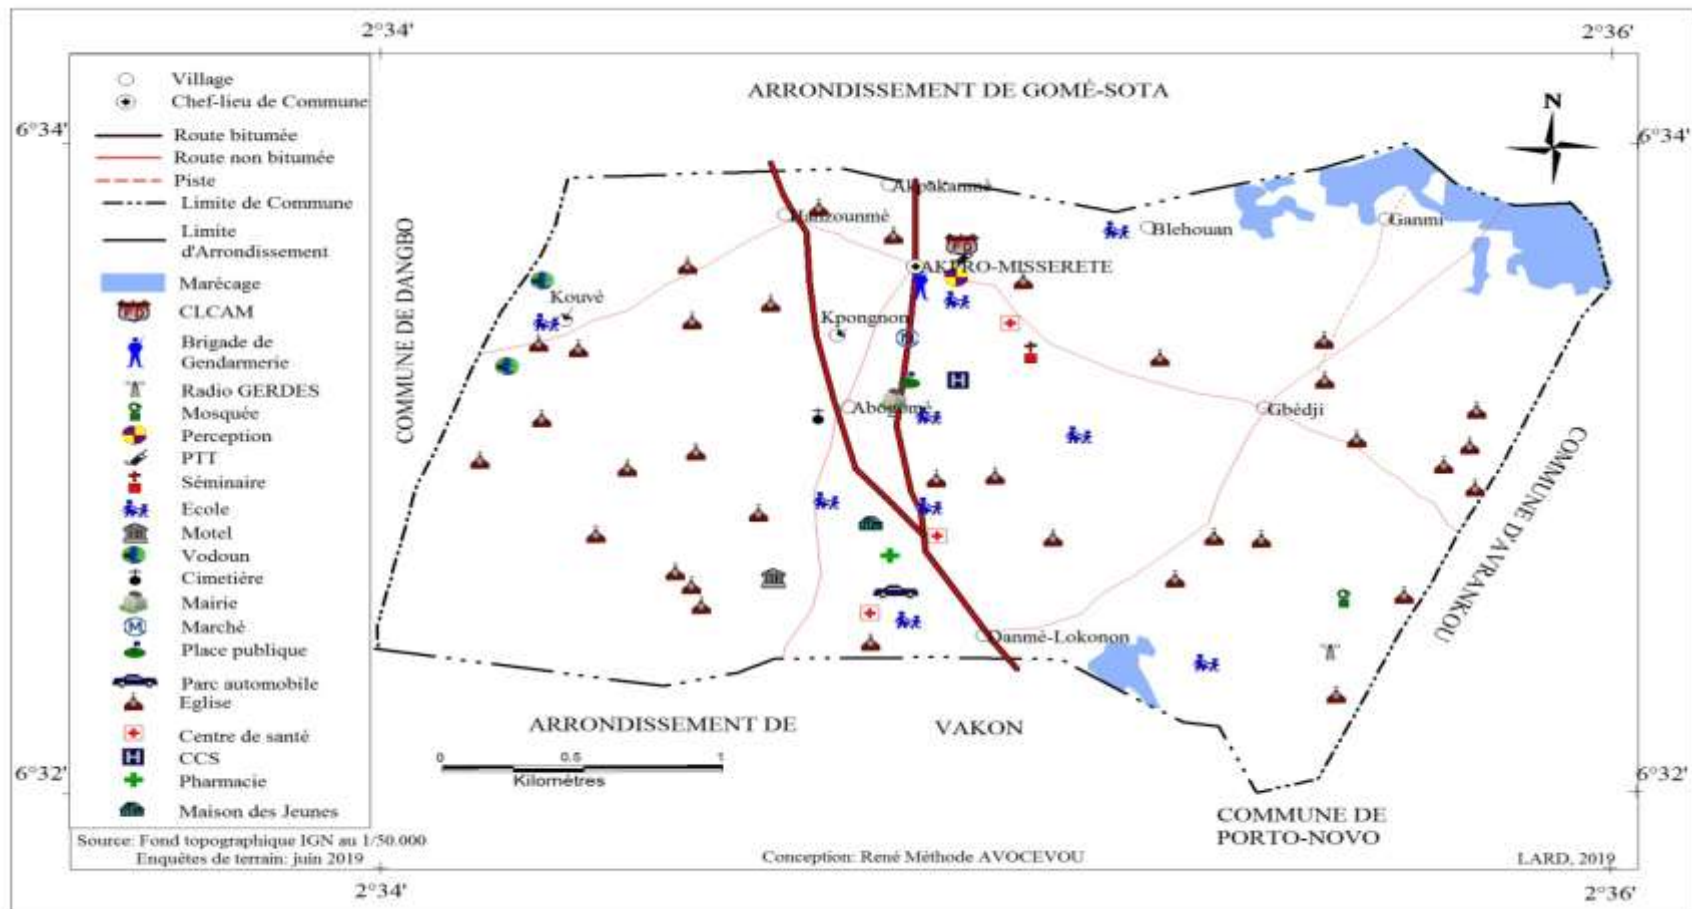 2°34'
2°36'
6°34'
6°34'
Village
Chef-lieu de Commune
Route bitumée
Route non bitumée
Piste
Limite de Commune
Limite
d'Arrondissement
Marécage
CLCAM
Brigade de
Gendarmerie
Radio GERDES
Mosquée
Perception
PTT
Séminaire
Ecole
Motel
Vodoun
Cimetière
Mairie
Marché
Place publique
Parc automobile
Eglise
Centre de santé
CCS
Pharmacie
Maison des Jeunes
ARRONDISSEMENT DE GOMÈ-SOTA
N
COMMUNE DE DANGBO
Akpakanmè
Blehouan
Ganmi
AKPRO-MISSERETE
Kouvè
Kpongnon
M
H
Gbèdji
COMMUNE D'AVRANKOU
Danmè-Lokonon
ARRONDISSEMENT DE VAKON
0 0.5 1
Kilomètres
6°32'
6°32'
COMMUNE DE
PORTO-NOVO
Source: Fond topographique IGN au 1/50.000
Enquêtes de terrain: juin 2019
Conception: René Méthode AVOCEVOU
LARD, 2019
2°34'
2°36'